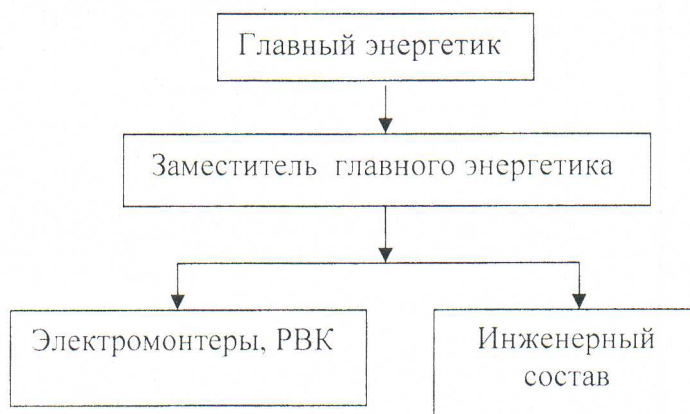 Главный энергетик
Заместитель главного энергетика
Электромонтеры, РВК
Инженерный
состав